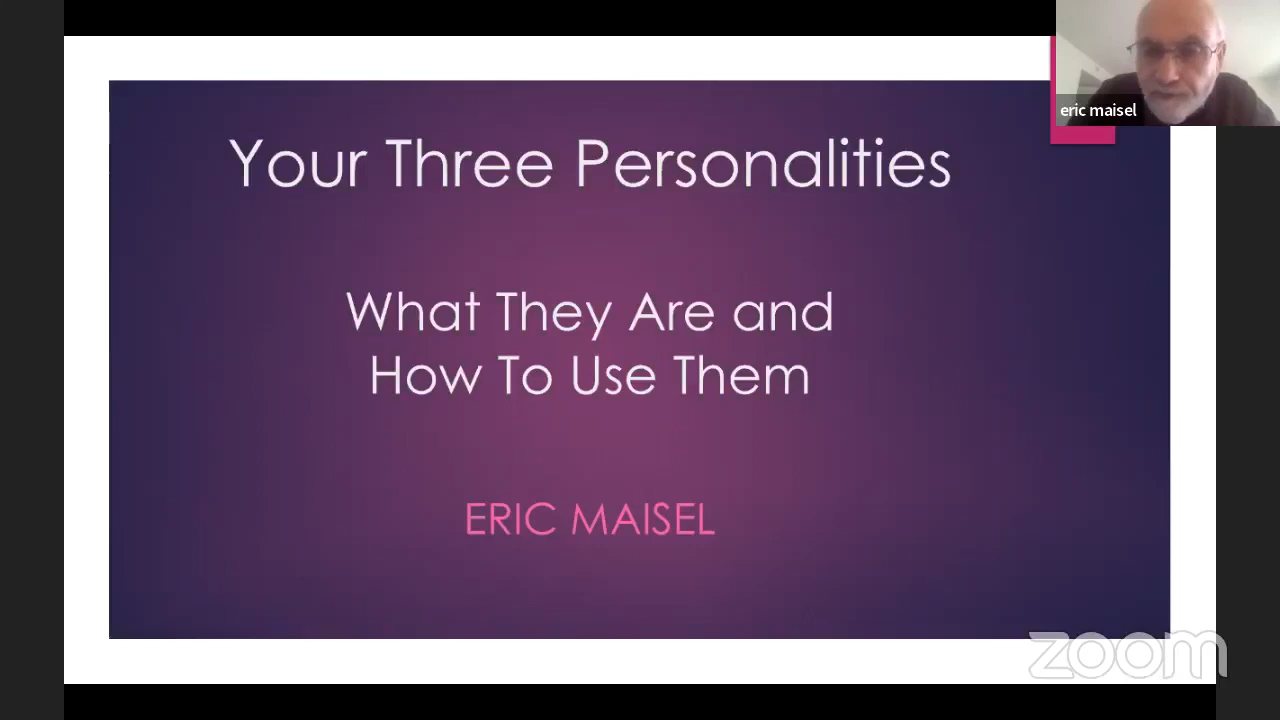 Your Three Personalities
What They Are and
How To Use Them
ERIC MAISEL
eric maisel
zoom